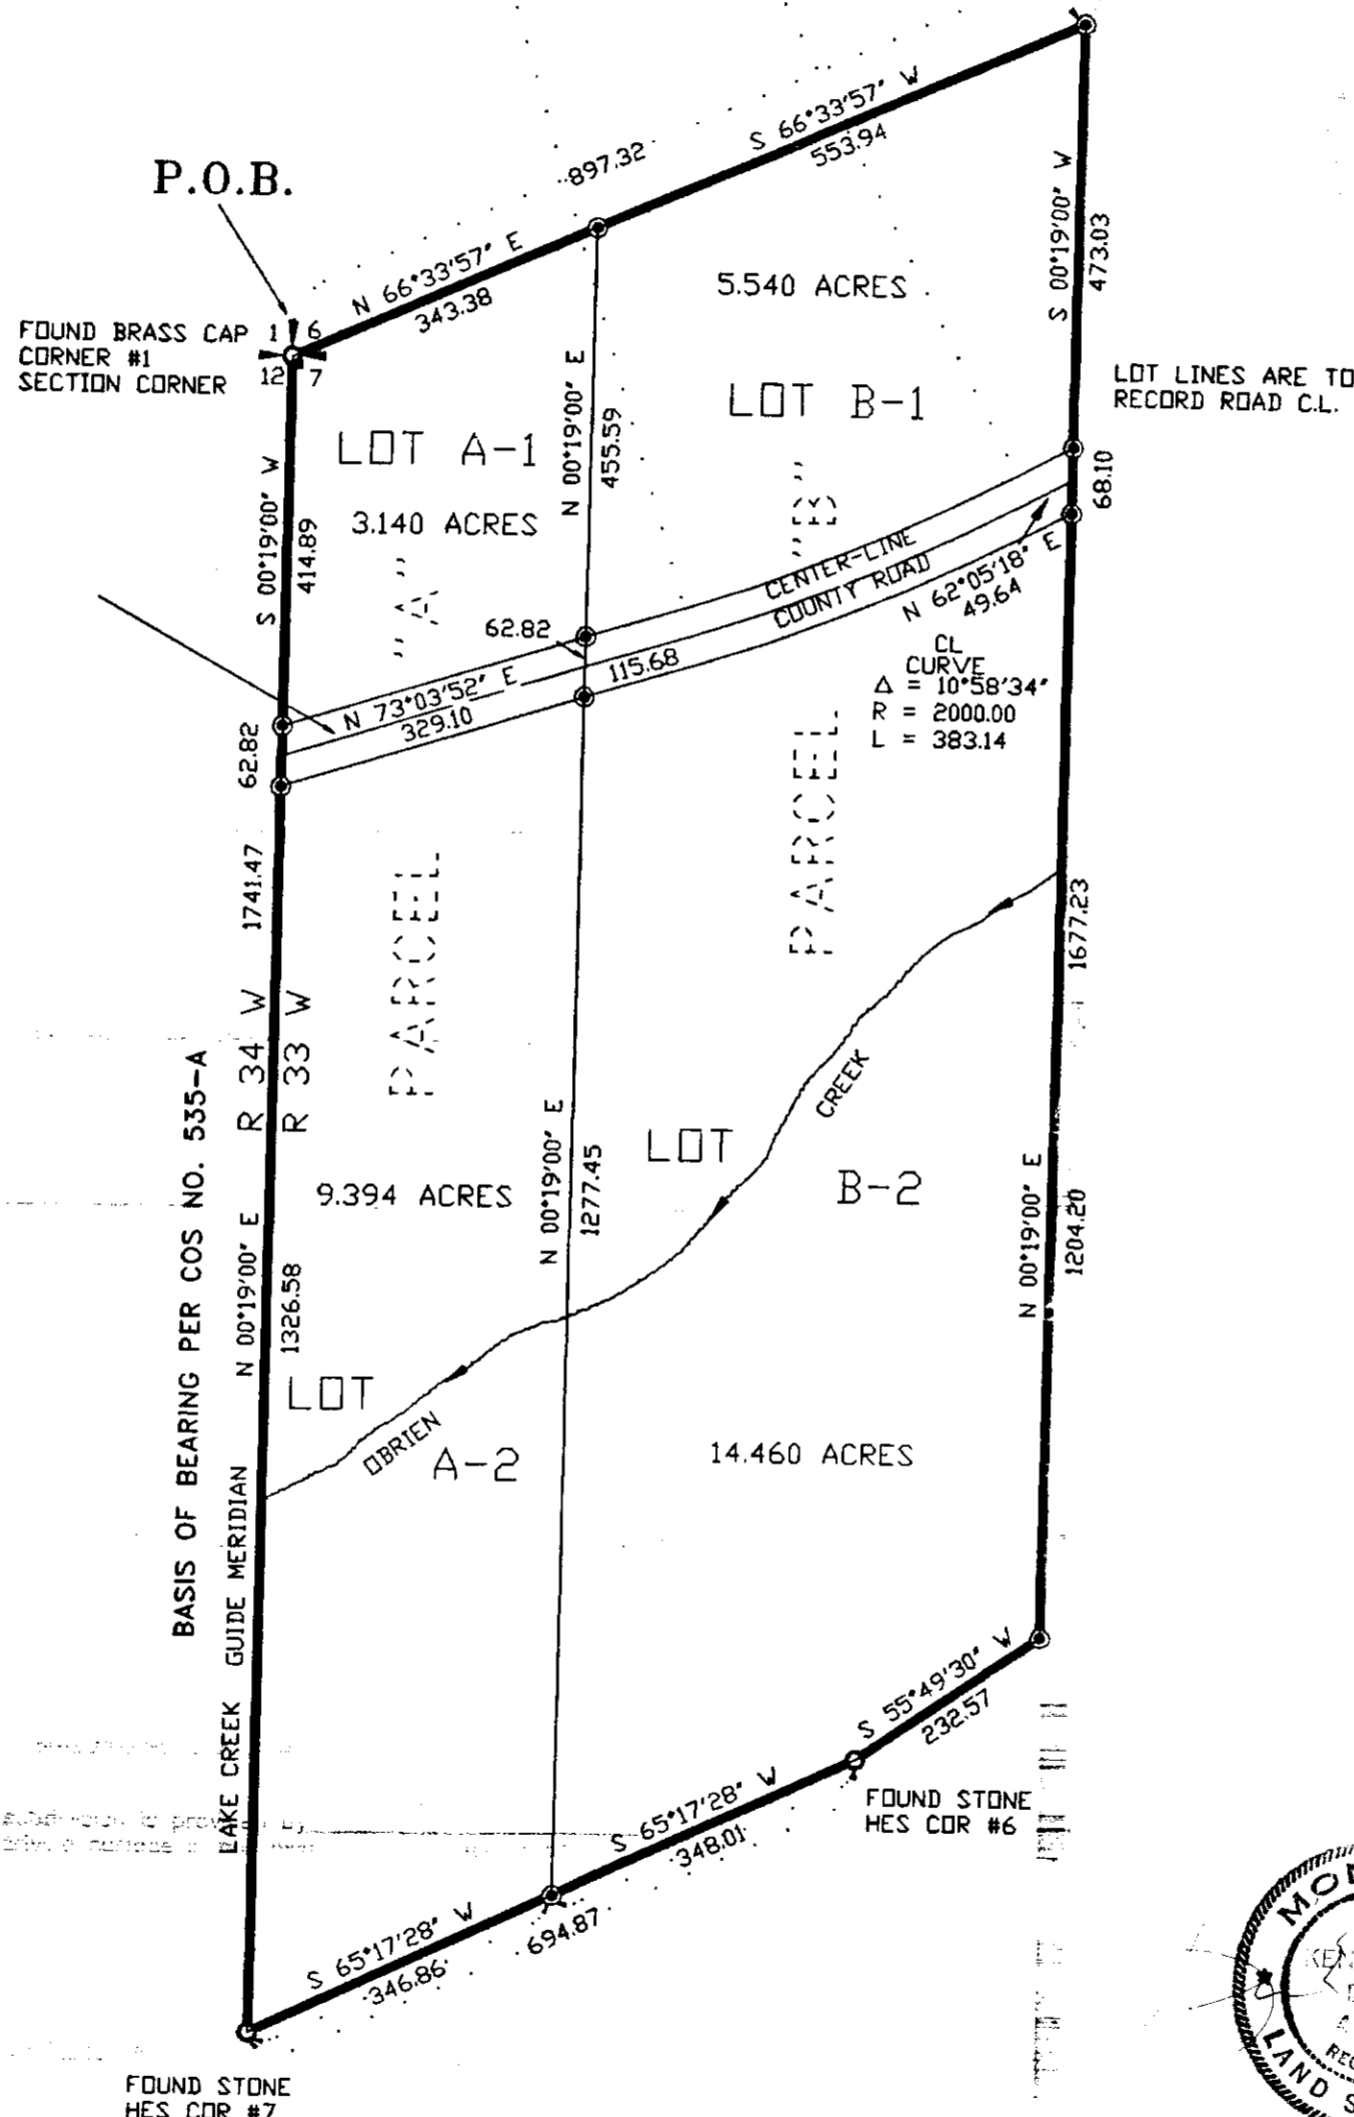 P.O.B.
FOUND BRASS CAP
CORNER #1
SECTION CORNER
1 6
12 7
N 66°33'57" E
343.38
897.32
S 66°33'57" W
553.94
S 00°19'00" W
473.03
5.540 ACRES
LOT B-1
LOT LINES ARE TO
RECORD ROAD C.L.
LOT A-1
3.140 ACRES
N 00°19'00" E
455.59
S 00°19'00" W
414.89
"A"
"B"
68.10
CENTER-LINE
COUNTY ROAD
N 62°05'18" E
49.64
62.82
115.68
N 73°03'52" E
329.10
CL
CURVE
Δ = 10°58'34"
R = 2000.00
L = 383.14
62.82
1741.47
PARCEL
PARCEL
1677.23
R 34 W
R 33 W
BASIS OF BEARING PER COS NO. 535-A
CREEK
LOT
B-2
9.394 ACRES
N 00°19'00" E
1277.45
N 00°19'00" E
1204.20
N 00°19'00" E
1326.58
LOT
A-2
OBRIEN
14.460 ACRES
LAKE CREEK GUIDE MERIDIAN
S 55°49'30" W
232.57
FOUND STONE
HES COR #6
S 65°17'28" W
348.01
694.87
S 65°17'28" W
346.86
FOUND STONE
HES COR #7
LAND S